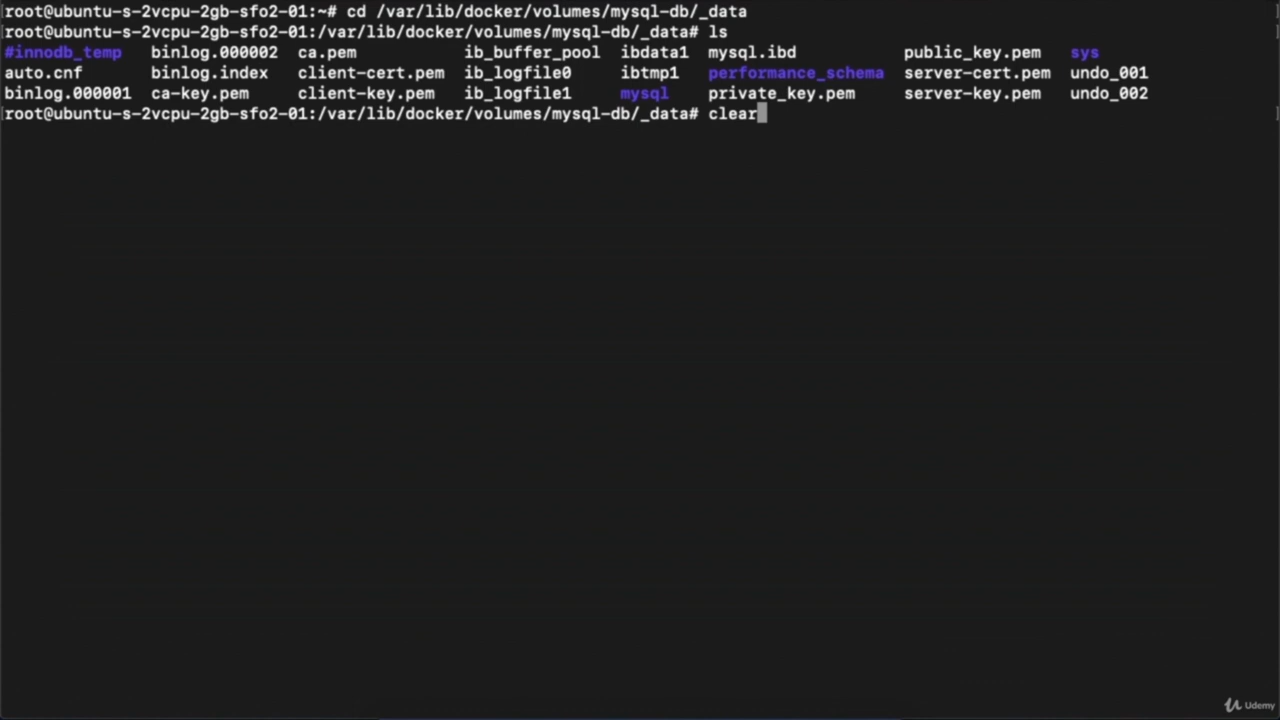 root@ubuntu-s-2vcpu-2gb-sfo2-01:~# cd /var/lib/docker/volumes/mysql-db/_data
root@ubuntu-s-2vcpu-2gb-sfo2-01:/var/lib/docker/volumes/mysql-db/_data# ls
#innodb_temp binlog.000002 ca.pem ib_buffer_pool ibdata1 mysql.ibd public_key.pem sys
auto.cnf binlog.index client-cert.pem ib_logfile0 ibtmp1 performance_schema server-cert.pem undo_001
binlog.000001 ca-key.pem client-key.pem ib_logfile1 mysql private_key.pem server-key.pem undo_002
root@ubuntu-s-2vcpu-2gb-sfo2-01:/var/lib/docker/volumes/mysql-db/_data# clear
Udemy